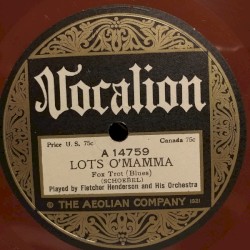 Vocalion
Price U. S. 75c Canada 75c
A 14759
LOTS O'MAMMA
Fox Trot (Blues)
(SCHOEBEL)
Played by Fletcher Henderson and His Orchestra
© THE AEOLIAN COMPANY 1921